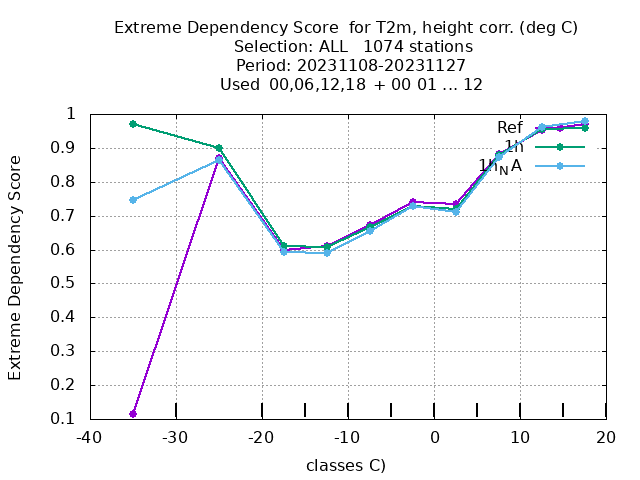 Extreme Dependency Score  for T2m, height corr. (deg C)
Selection: ALL   1074 stations
Period: 20231108-20231127
Used  00,06,12,18  + 00 01 ... 12
Extreme Dependency Score
1
0.9
0.8
0.7
0.6
0.5
0.4
0.3
0.2
0.1
Ref
1h
1h_NA
-40
-30
-20
-10
0
10
20
classes C)